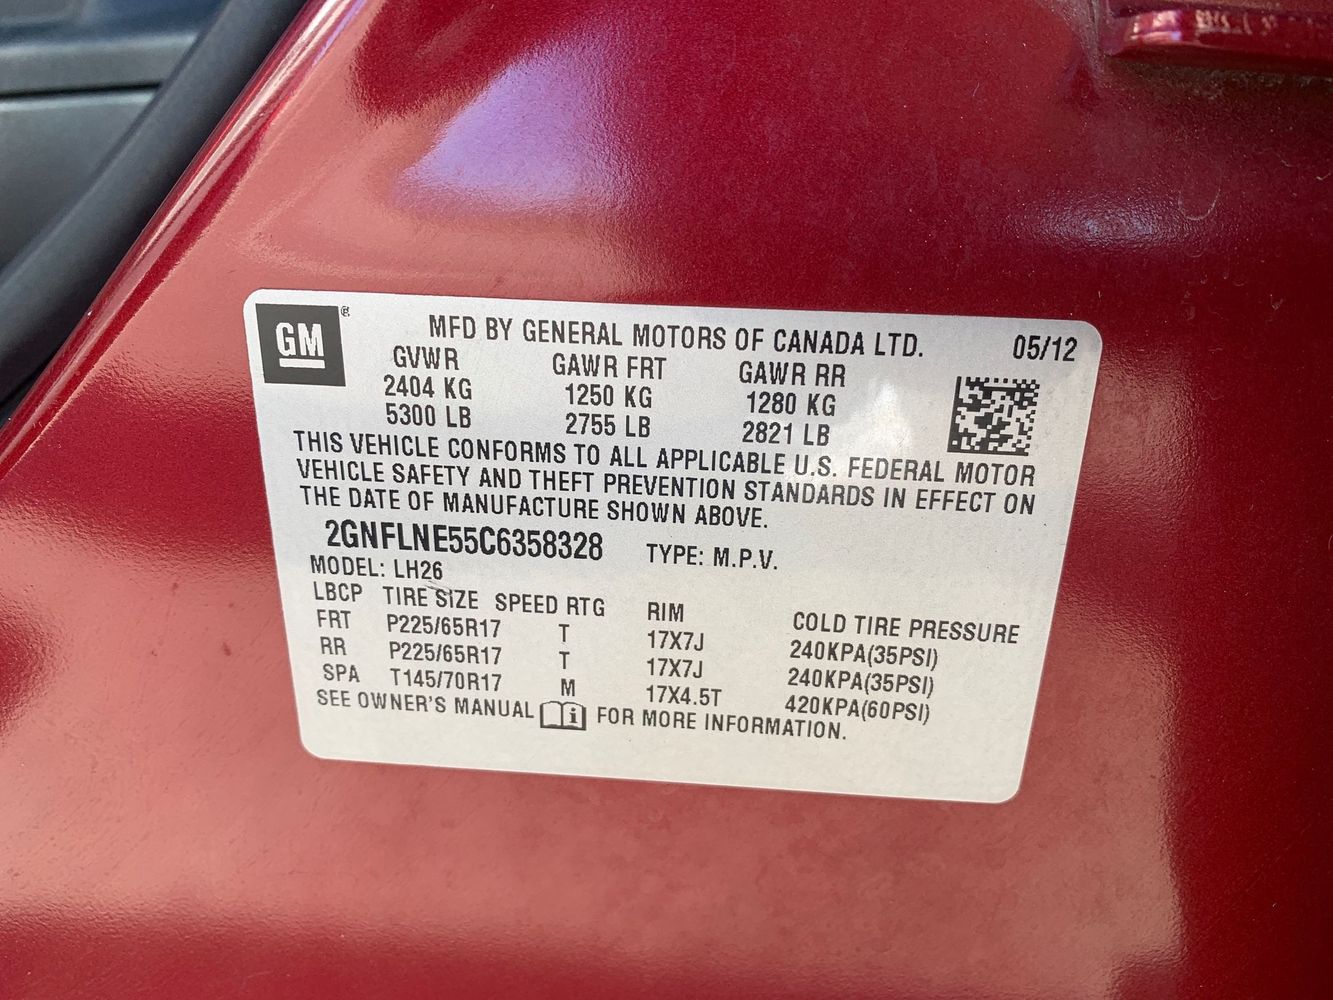 GM ®
MFD BY GENERAL MOTORS OF CANADA LTD. 05/12
GVWR GAWR FRT GAWR RR
2404 KG 1250 KG 1280 KG
5300 LB 2755 LB 2821 LB
THIS VEHICLE CONFORMS TO ALL APPLICABLE U.S. FEDERAL MOTOR
VEHICLE SAFETY AND THEFT PREVENTION STANDARDS IN EFFECT ON
THE DATE OF MANUFACTURE SHOWN ABOVE.
2GNFLNE55C6358328 TYPE: M.P.V.
MODEL: LH26
LBCP TIRE SIZE SPEED RTG RIM COLD TIRE PRESSURE
FRT P225/65R17 T 17X7J 240KPA(35PSI)
RR P225/65R17 T 17X7J 240KPA(35PSI)
SPA T145/70R17 M 17X4.5T 420KPA(60PSI)
SEE OWNER'S MANUAL i FOR MORE INFORMATION.